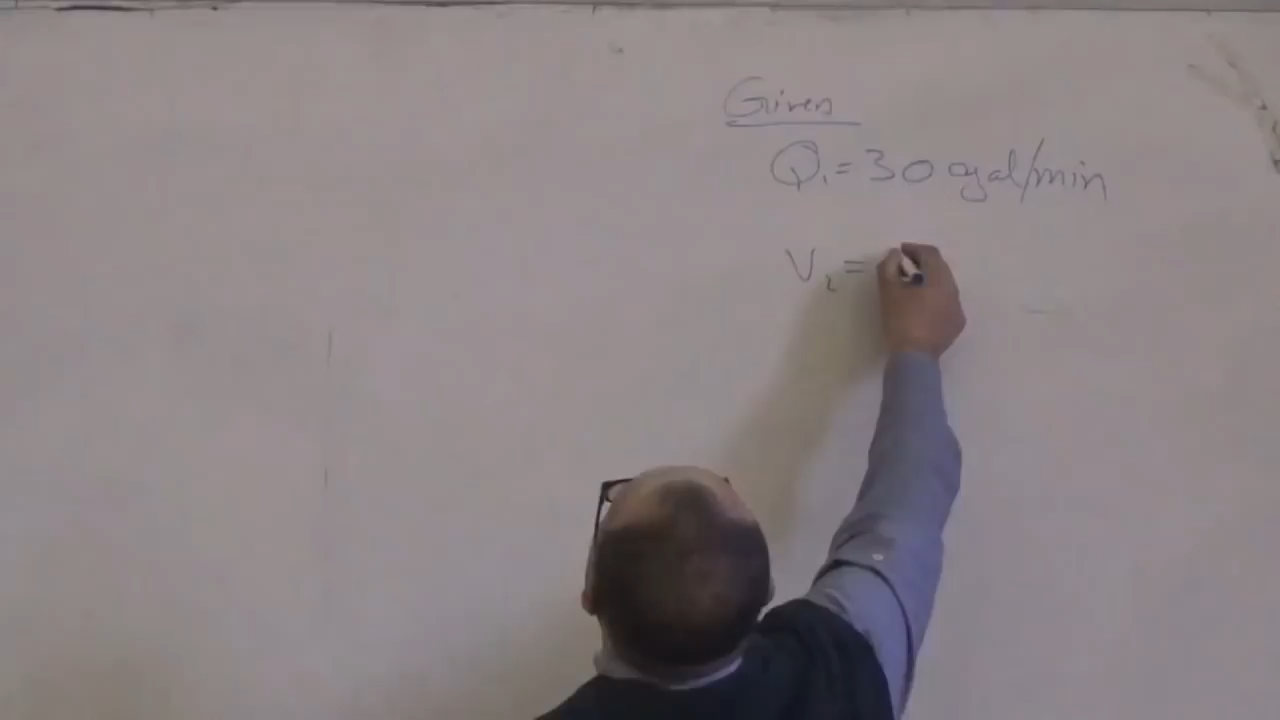 Given
Q₁ = 30 gal/min
V₂ =